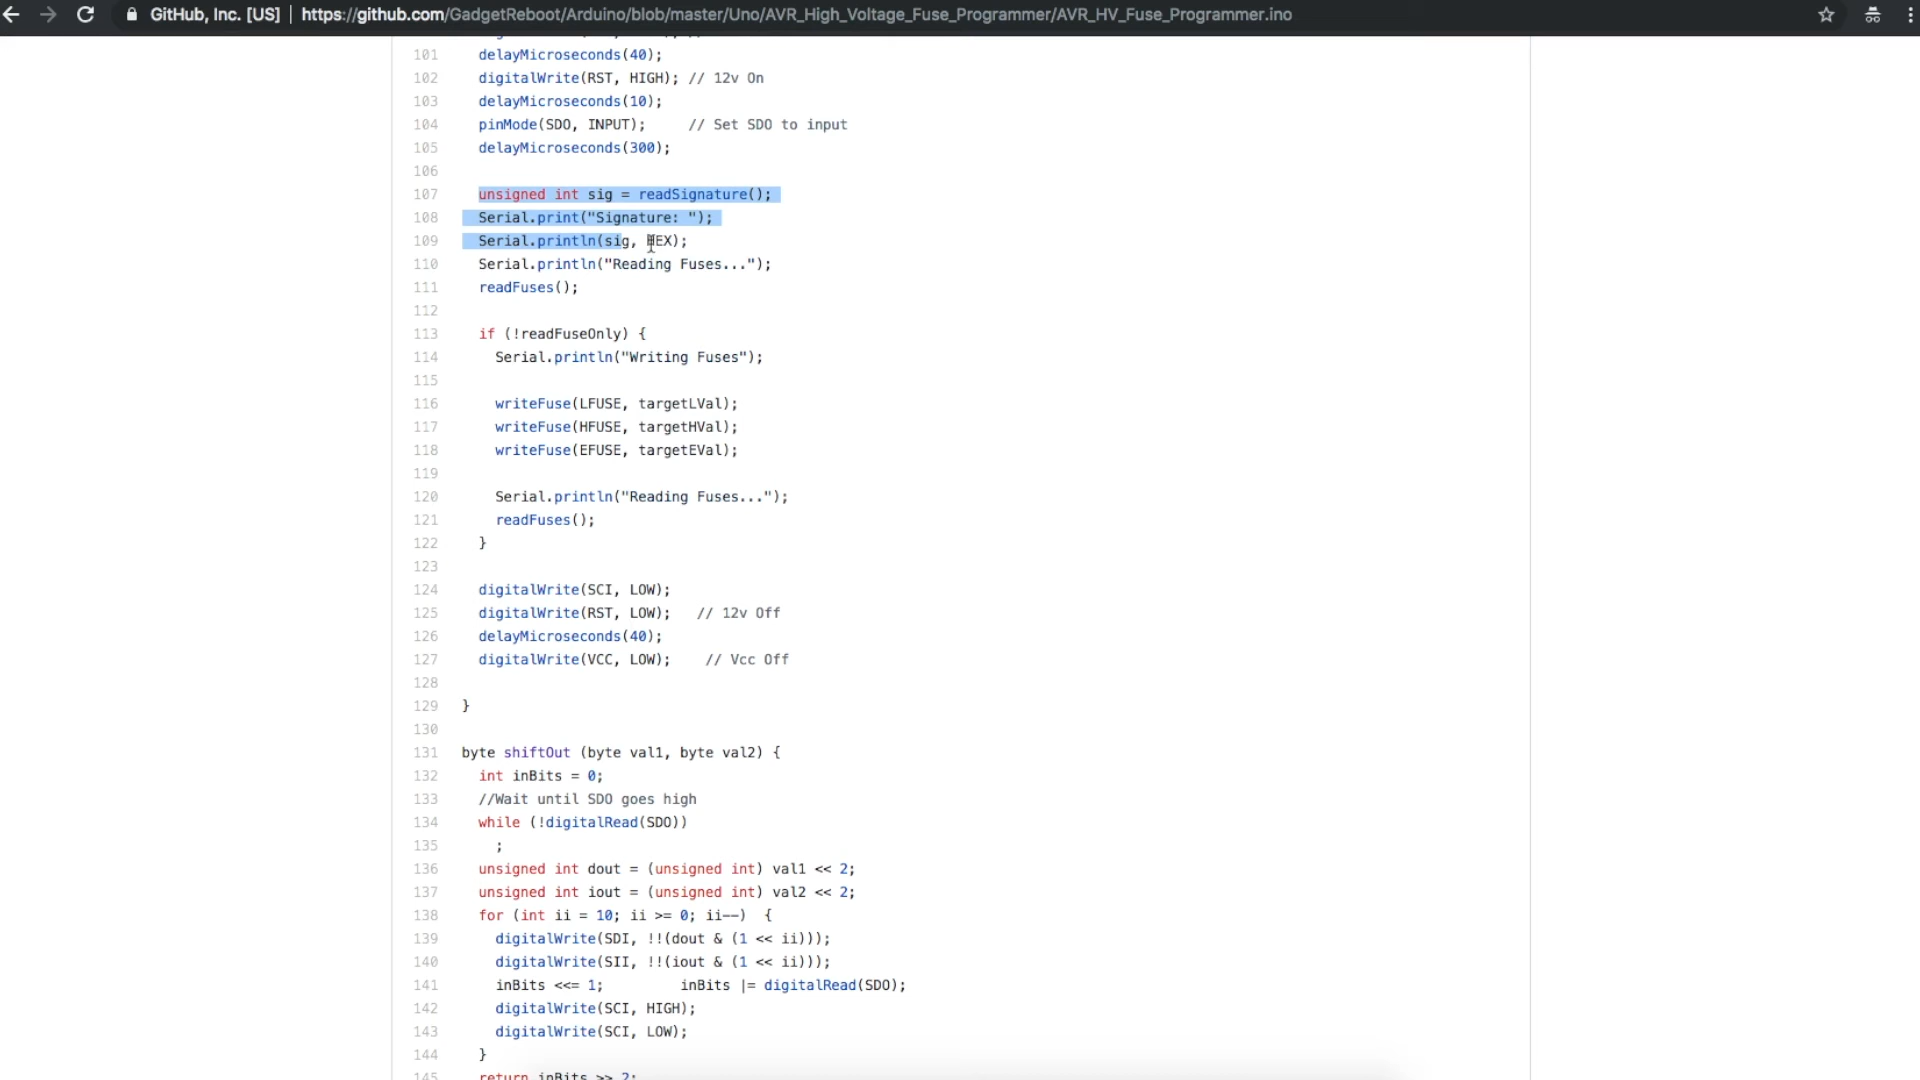 GitHub, Inc. [US] | https://github.com/GadgetReboot/Arduino/blob/master/Uno/AVR_High_Voltage_Fuse_Programmer/AVR_HV_Fuse_Programmer.ino
101 delayMicroseconds(40);
102 digitalWrite(RST, HIGH); // 12v On
103 delayMicroseconds(10);
104 pinMode(SDO, INPUT); // Set SDO to input
105 delayMicroseconds(300);
106
107 unsigned int sig = readSignature();
108 Serial.print("Signature: ");
109 Serial.println(sig, HEX);
110 Serial.println("Reading Fuses...");
111 readFuses();
112
113 if (!readFuseOnly) {
114 Serial.println("Writing Fuses");
115
116 writeFuse(LFUSE, targetLVal);
117 writeFuse(HFUSE, targetHVal);
118 writeFuse(EFUSE, targetEVal);
119
120 Serial.println("Reading Fuses...");
121 readFuses();
122 }
123
124 digitalWrite(SCI, LOW);
125 digitalWrite(RST, LOW); // 12v Off
126 delayMicroseconds(40);
127 digitalWrite(VCC, LOW); // Vcc Off
128
129 }
130
131 byte shiftOut (byte val1, byte val2) {
132 int inBits = 0;
133 //Wait until SDO goes high
134 while (!digitalRead(SDO))
135 ;
136 unsigned int dout = (unsigned int) val1 << 2;
137 unsigned int iout = (unsigned int) val2 << 2;
138 for (int ii = 10; ii >= 0; ii--) {
139 digitalWrite(SDI, !!(dout & (1 << ii)));
140 digitalWrite(SII, !!(iout & (1 << ii)));
141 inBits <<= 1; inBits |= digitalRead(SDO);
142 digitalWrite(SCI, HIGH);
143 digitalWrite(SCI, LOW);
144 }
145 return inBits >> 2;